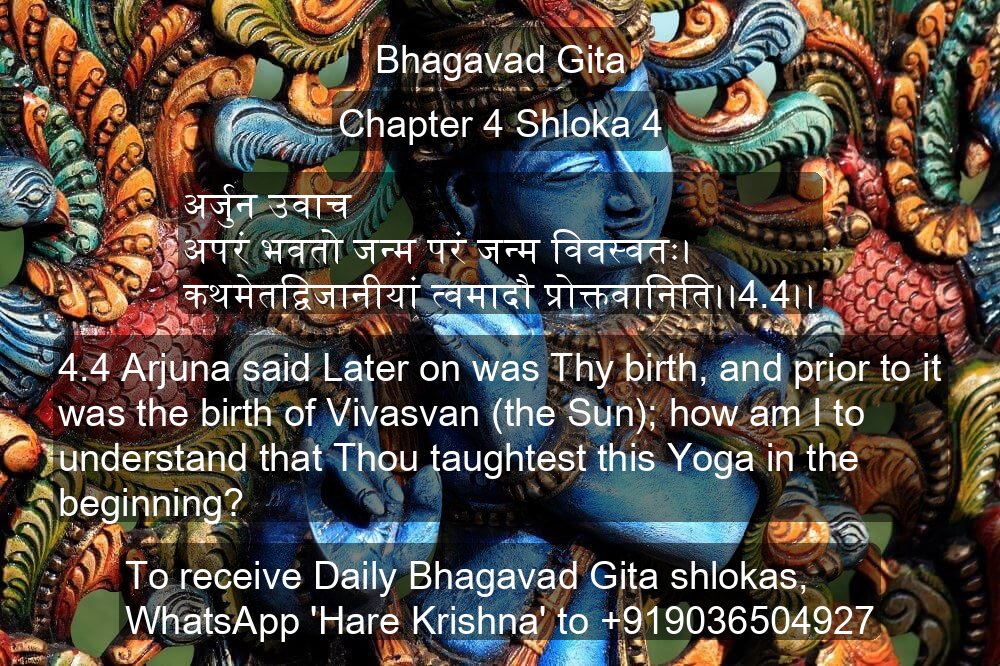 Bhagavad Gita
Chapter 4 Shloka 4
अर्जुन उवाच
अपरं भवतो जन्म परं जन्म विवस्वतः।
कथमेतद्विजानीयां त्वमादौ प्रोक्तवानिति।।4.4।।
4.4 Arjuna said Later on was Thy birth, and prior to it
was the birth of Vivasvan (the Sun); how am I to
understand that Thou taughtest this Yoga in the
beginning?
To receive Daily Bhagavad Gita shlokas,
WhatsApp 'Hare Krishna' to +919036504927